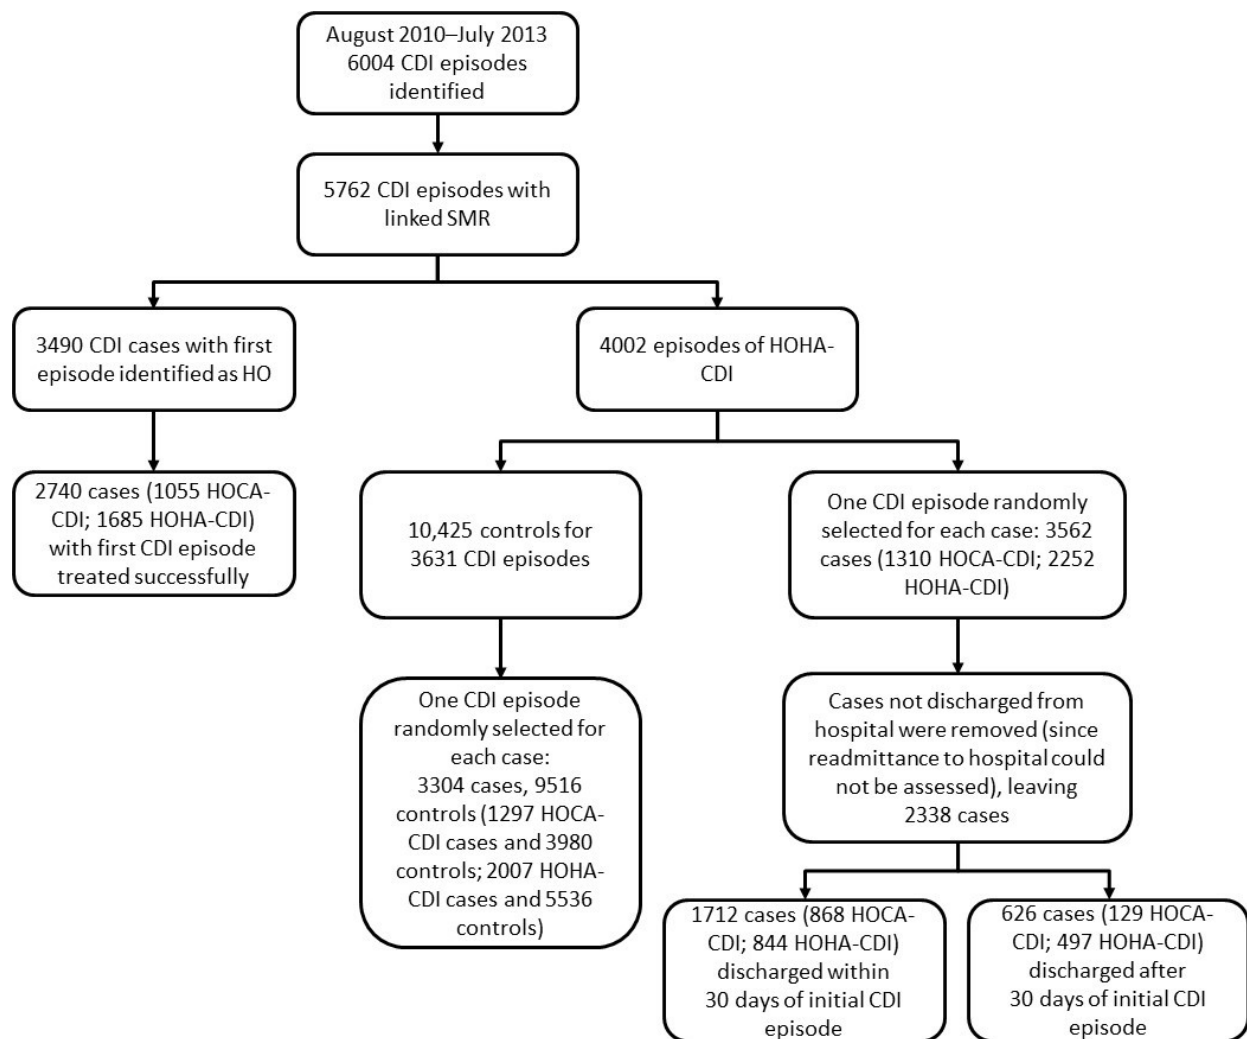 August 2010–July 2013
6004 CDI episodes
identified
5762 CDI episodes with
linked SMR
3490 CDI cases with first
episode identified as HO
4002 episodes of HOHA-
CDI
2740 cases (1055 HOCA-
CDI; 1685 HOHA-CDI)
with first CDI episode
treated successfully
10,425 controls for
3631 CDI episodes
One CDI episode randomly
selected for each case: 3562
cases (1310 HOCA-CDI; 2252
HOHA-CDI)
One CDI episode
randomly selected for
each case:
3304 cases, 9516
controls (1297 HOCA-
CDI cases and 3980
controls; 2007 HOHA-
CDI cases and 5536
controls)
Cases not discharged from
hospital were removed (since
readmittance to hospital could
not be assessed), leaving
2338 cases
1712 cases (868 HOCA-
CDI; 844 HOHA-CDI)
discharged within
30 days of initial CDI
episode
626 cases (129 HOCA-
CDI; 497 HOHA-CDI)
discharged after
30 days of initial CDI
episode